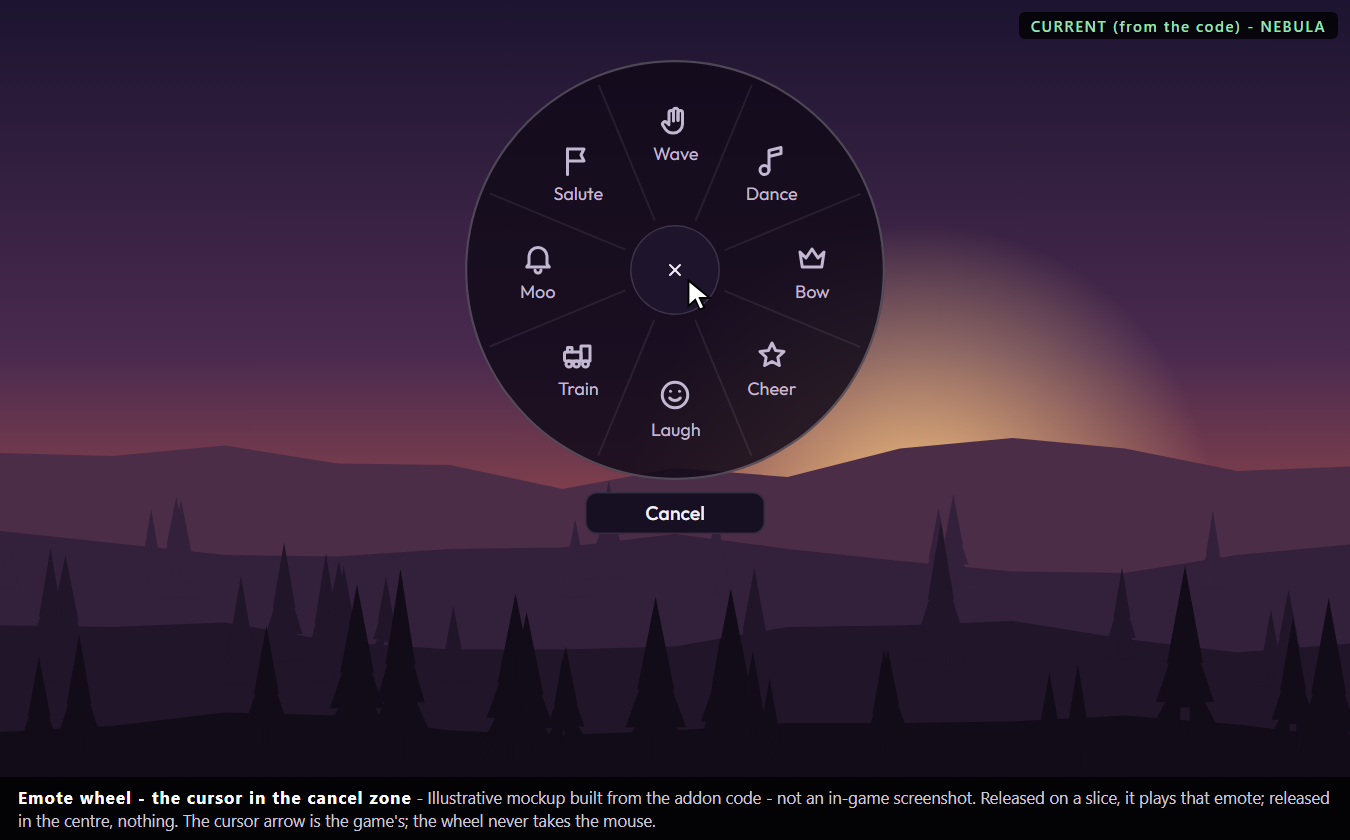 CURRENT (from the code) - NEBULA
Wave
Salute
Dance
Moo
Bow
Train
Cheer
Laugh
Cancel
Emote wheel - the cursor in the cancel zone - Illustrative mockup built from the addon code - not an in-game screenshot. Released on a slice, it plays that emote; released
in the centre, nothing. The cursor arrow is the game's; the wheel never takes the mouse.